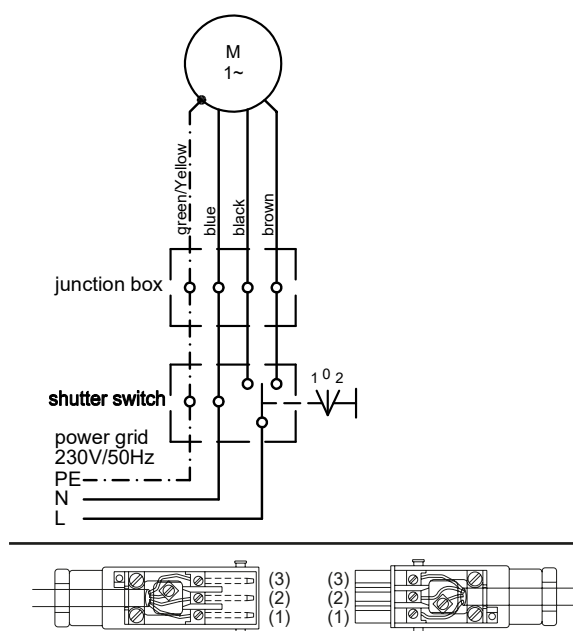 M
1~
green/Yellow
blue
black
brown
junction box
1 0 2
shutter switch
power grid
230V/50Hz
PE
N
L
(3)
(2)
(1)
(3)
(2)
(1)